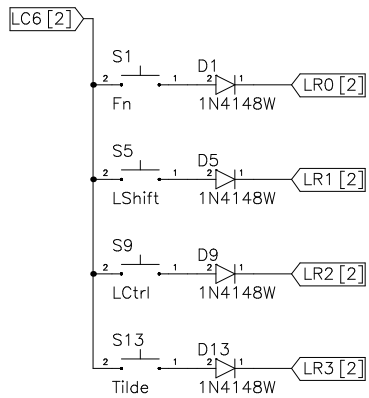 LC6[2]
S1 D1
2 1 2 1 LR0[2]
Fn 1N4148W
S5 D5
2 1 2 1 LR1[2]
LShift 1N4148W
S9 D9
2 1 2 1 LR2[2]
LCtrl 1N4148W
S13 D13
2 1 2 1 LR3[2]
Tilde 1N4148W